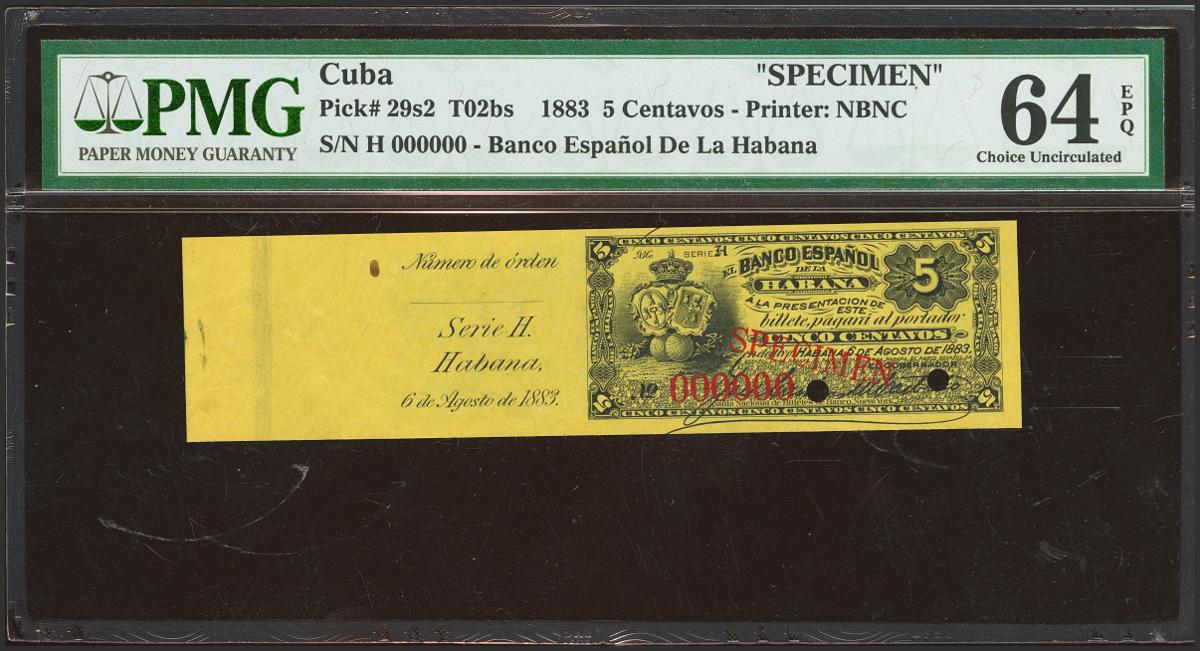 PMG
PAPER MONEY GUARANTY
Cuba "SPECIMEN"
Pick# 29s2 T02bs 1883 5 Centavos - Printer: NBNC
S/N H 000000 - Banco Español De La Habana
64 EPQ
Choice Uncirculated
Número de órden
Serie H.
Habana,
6 de Agosto de 1883.
5 CINCO CENTAVOS CINCO CENTAVOS CINCO CENTAVOS 5
SERIE H
EL BANCO ESPAÑOL
DE LA
HABANA
5
Á LA PRESENTACION DE
ESTE
billete, pagará al portador
CINCO CENTAVOS
HABANA 6 DE AGOSTO DE 1883.
SPECIMEN
GOBERNADOR
No 000000
5 CINCO CENTAVOS CINCO CENTAVOS CINCO CENTAVOS 5